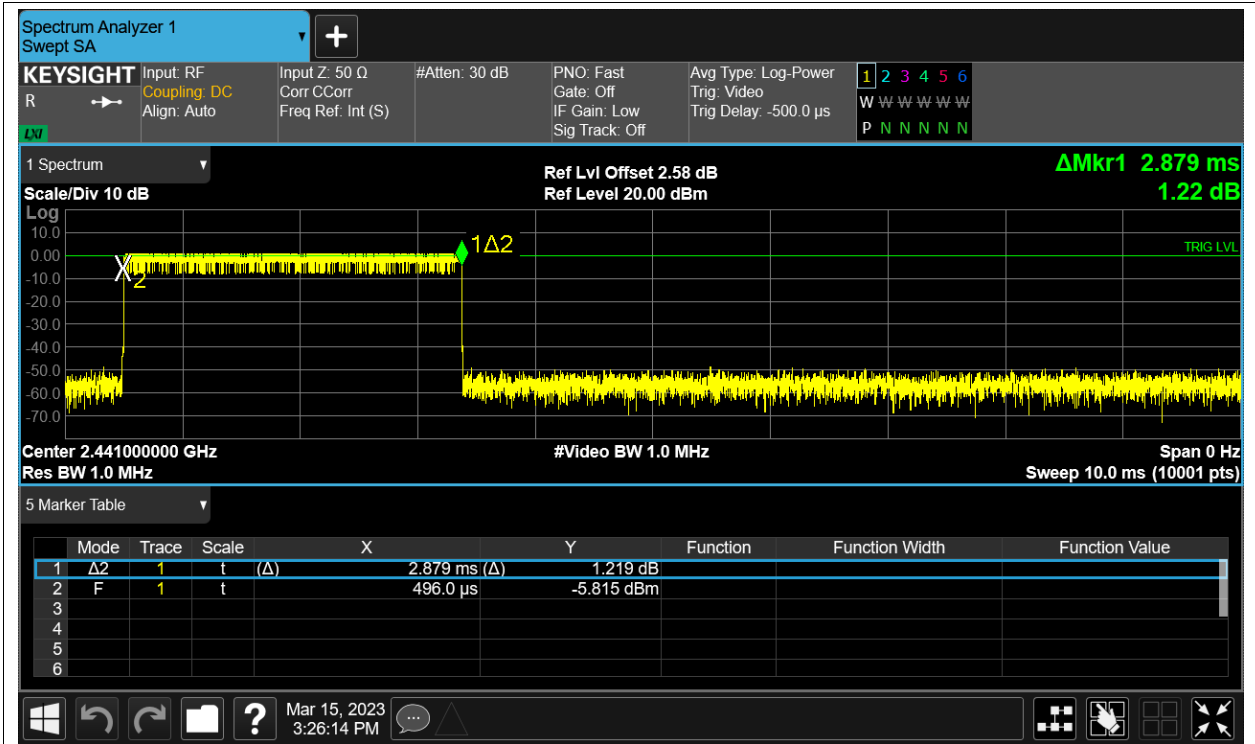 Spectrum Analyzer 1
Swept SA
+
KEYSIGHT
R
LXI
Input: RF
Coupling: DC
Align: Auto
Input Z: 50 Ω
Corr CCorr
Freq Ref: Int (S)
#Atten: 30 dB
PNO: Fast
Gate: Off
IF Gain: Low
Sig Track: Off
Avg Type: Log-Power
Trig: Video
Trig Delay: -500.0 µs
1 2 3 4 5 6
W W W W W W
P N N N N N
1 Spectrum
Scale/Div 10 dB
Ref Lvl Offset 2.58 dB
Ref Level 20.00 dBm
ΔMkr1 2.879 ms
1.22 dB
Log
10.0
0.00
-10.0
-20.0
-30.0
-40.0
-50.0
-60.0
-70.0
1Δ2
2
TRIG LVL
Center 2.441000000 GHz #Video BW 1.0 MHz Span 0 Hz
Res BW 1.0 MHz Sweep 10.0 ms (10001 pts)
5 Marker Table
Mode Trace Scale X Y Function Function Width Function Value
1 Δ2 1 t (Δ) 2.879 ms (Δ) 1.219 dB
2 F 1 t 496.0 µs -5.815 dBm
3
4
5
6
?
Mar 15, 2023
3:26:14 PM